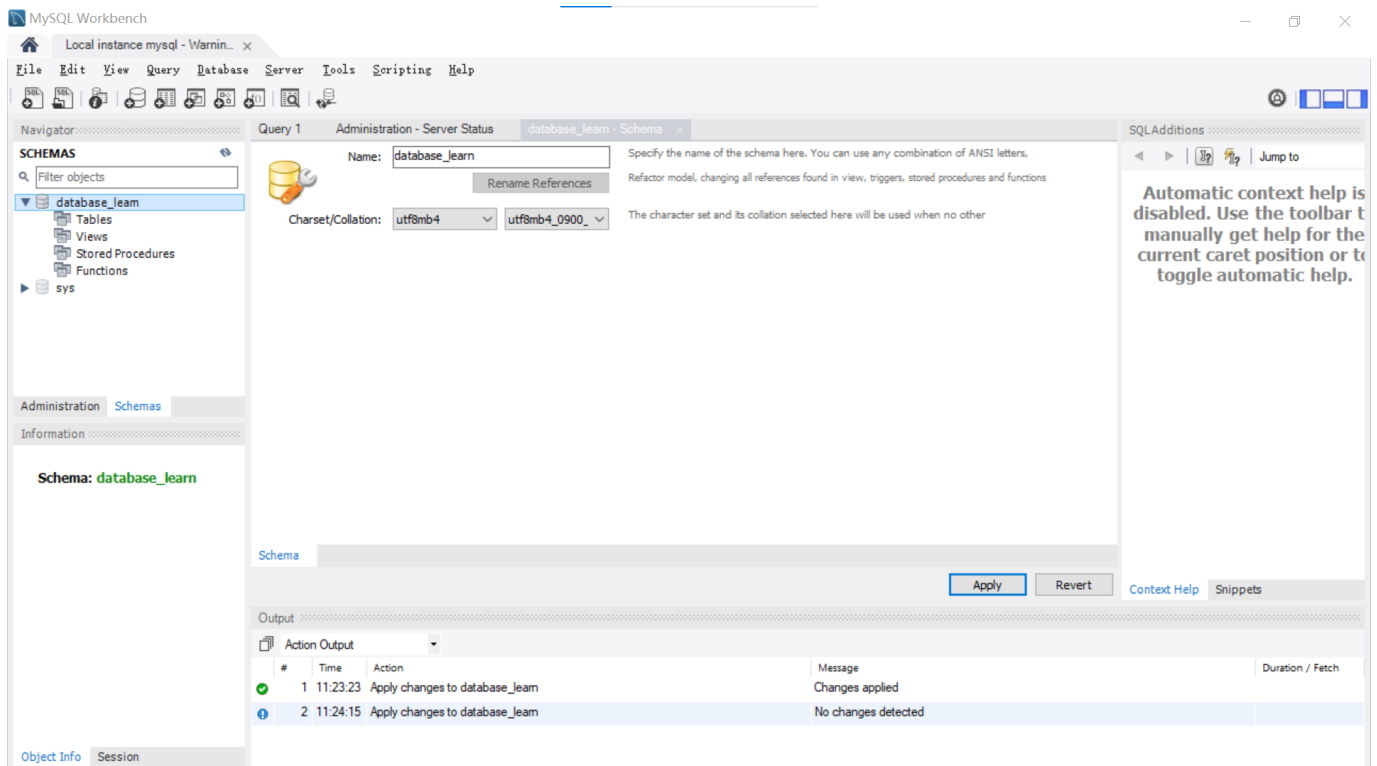 MySQL Workbench
Local instance mysql - Warnin...
File Edit View Query Database Server Tools Scripting Help
Navigator
SCHEMAS
Filter objects
database_learn
Tables
Views
Stored Procedures
Functions
sys
Administration Schemas
Information
Schema: database_learn
Object Info Session
Query 1 Administration - Server Status database_learn - Schema
Name: database_learn
Specify the name of the schema here. You can use any combination of ANSI letters,
Rename References
Refactor model, changing all references found in view, triggers, stored procedures and functions
Charset/Collation: utf8mb4 utf8mb4_0900_
The character set and its collation selected here will be used when no other
Schema
Apply Revert
Output
Action Output
# Time Action Message Duration / Fetch
1 11:23:23 Apply changes to database_learn Changes applied
2 11:24:15 Apply changes to database_learn No changes detected
SQLAdditions
Jump to
Automatic context help is
disabled. Use the toolbar t
manually get help for the
current caret position or to
toggle automatic help.
Context Help Snippets